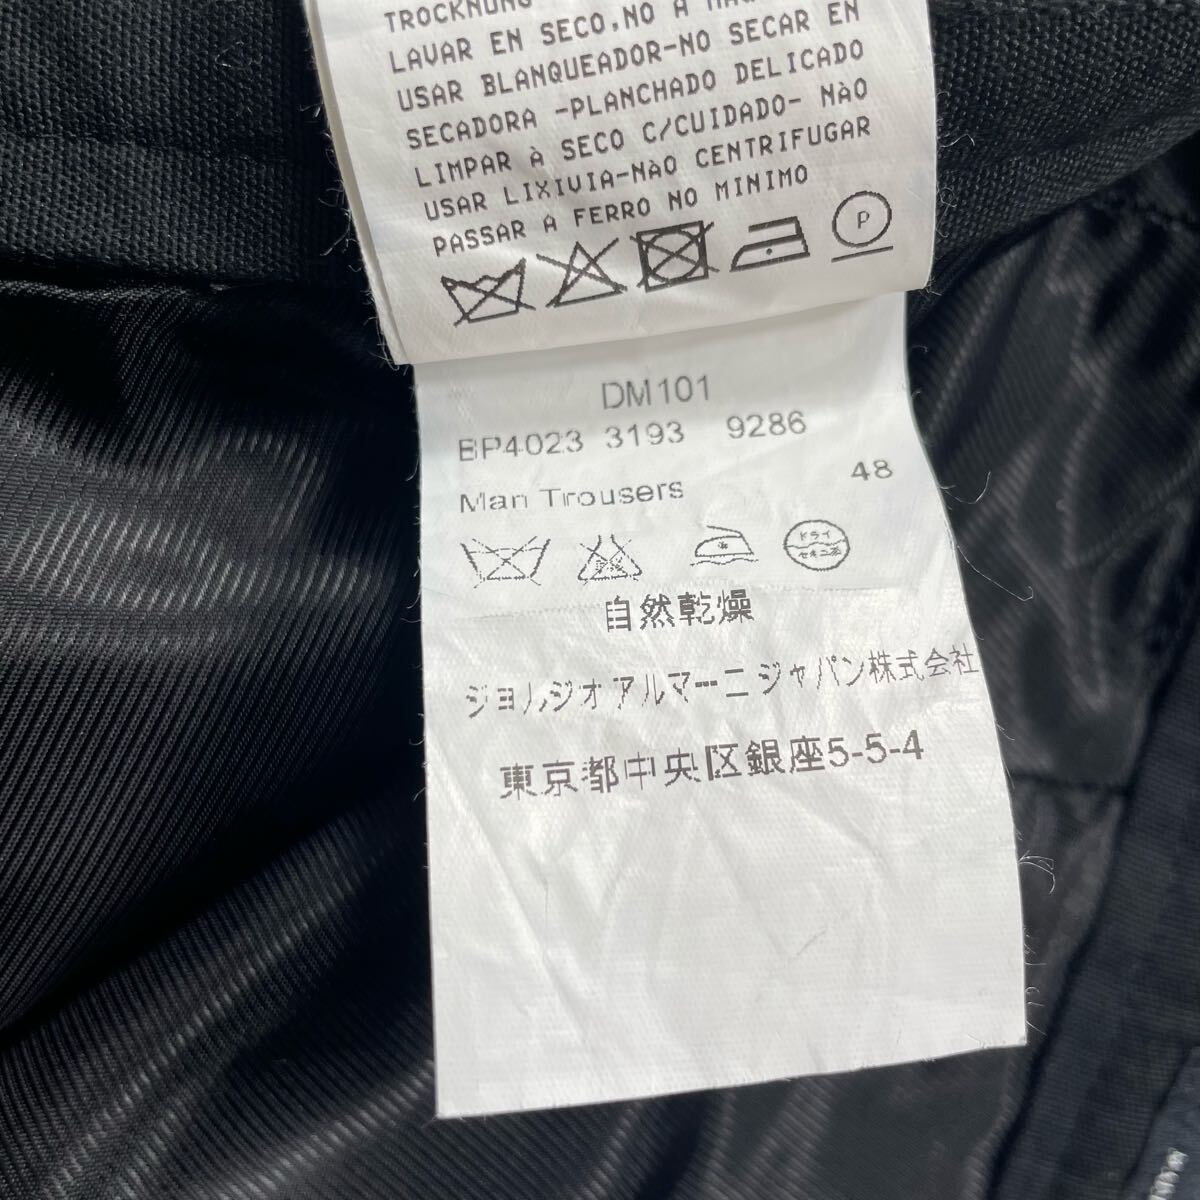 TROCKNUNG
LAVAR EN SECO.NO A
USAR BLANQUEADOR-NO SECAR EN
SECADORA -PLANCHADO DELICADO
LIMPAR À SECO C/CUIDADO- NÀO
USAR LIXIVIA-NÀO CENTRIFUGAR
PASSAR A FERRO NO MINIMO
P
DM101
BP4023 3193 9286
Man Trousers 48
ドライ
セキユ系
自然乾燥
ジョルジオアルマーニ ジャパン株式会社
東京都中央区銀座5-5-4